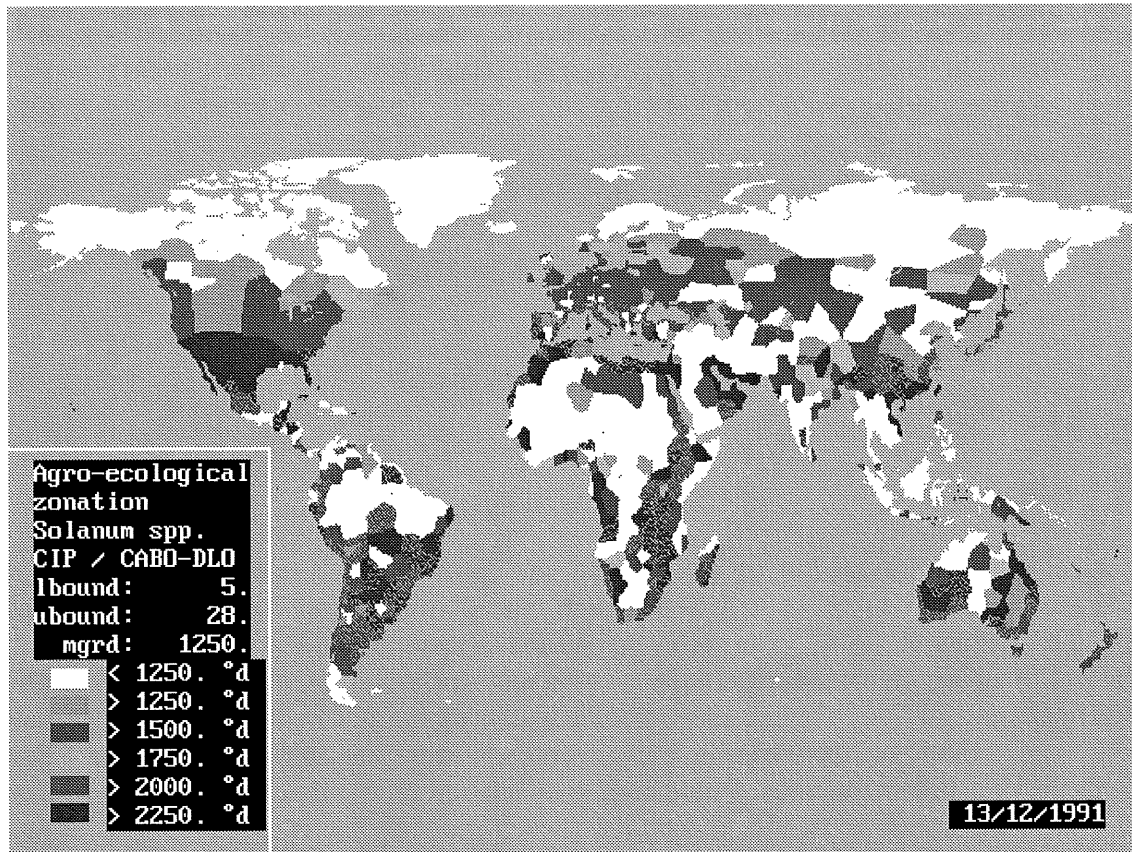 Agro-ecological
zonation
Solanum spp.
CIP / CABO-DLO
lbound: 5.
ubound: 28.
mgrd: 1250.
< 1250. °d
> 1250. °d
> 1500. °d
> 1750. °d
> 2000. °d
> 2250. °d
13/12/1991